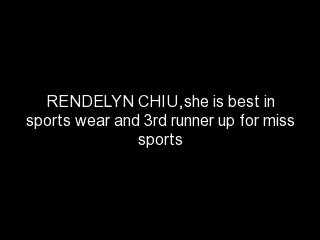 RENDELYN CHIU,she is best in
sports wear and 3rd runner up for miss
sports